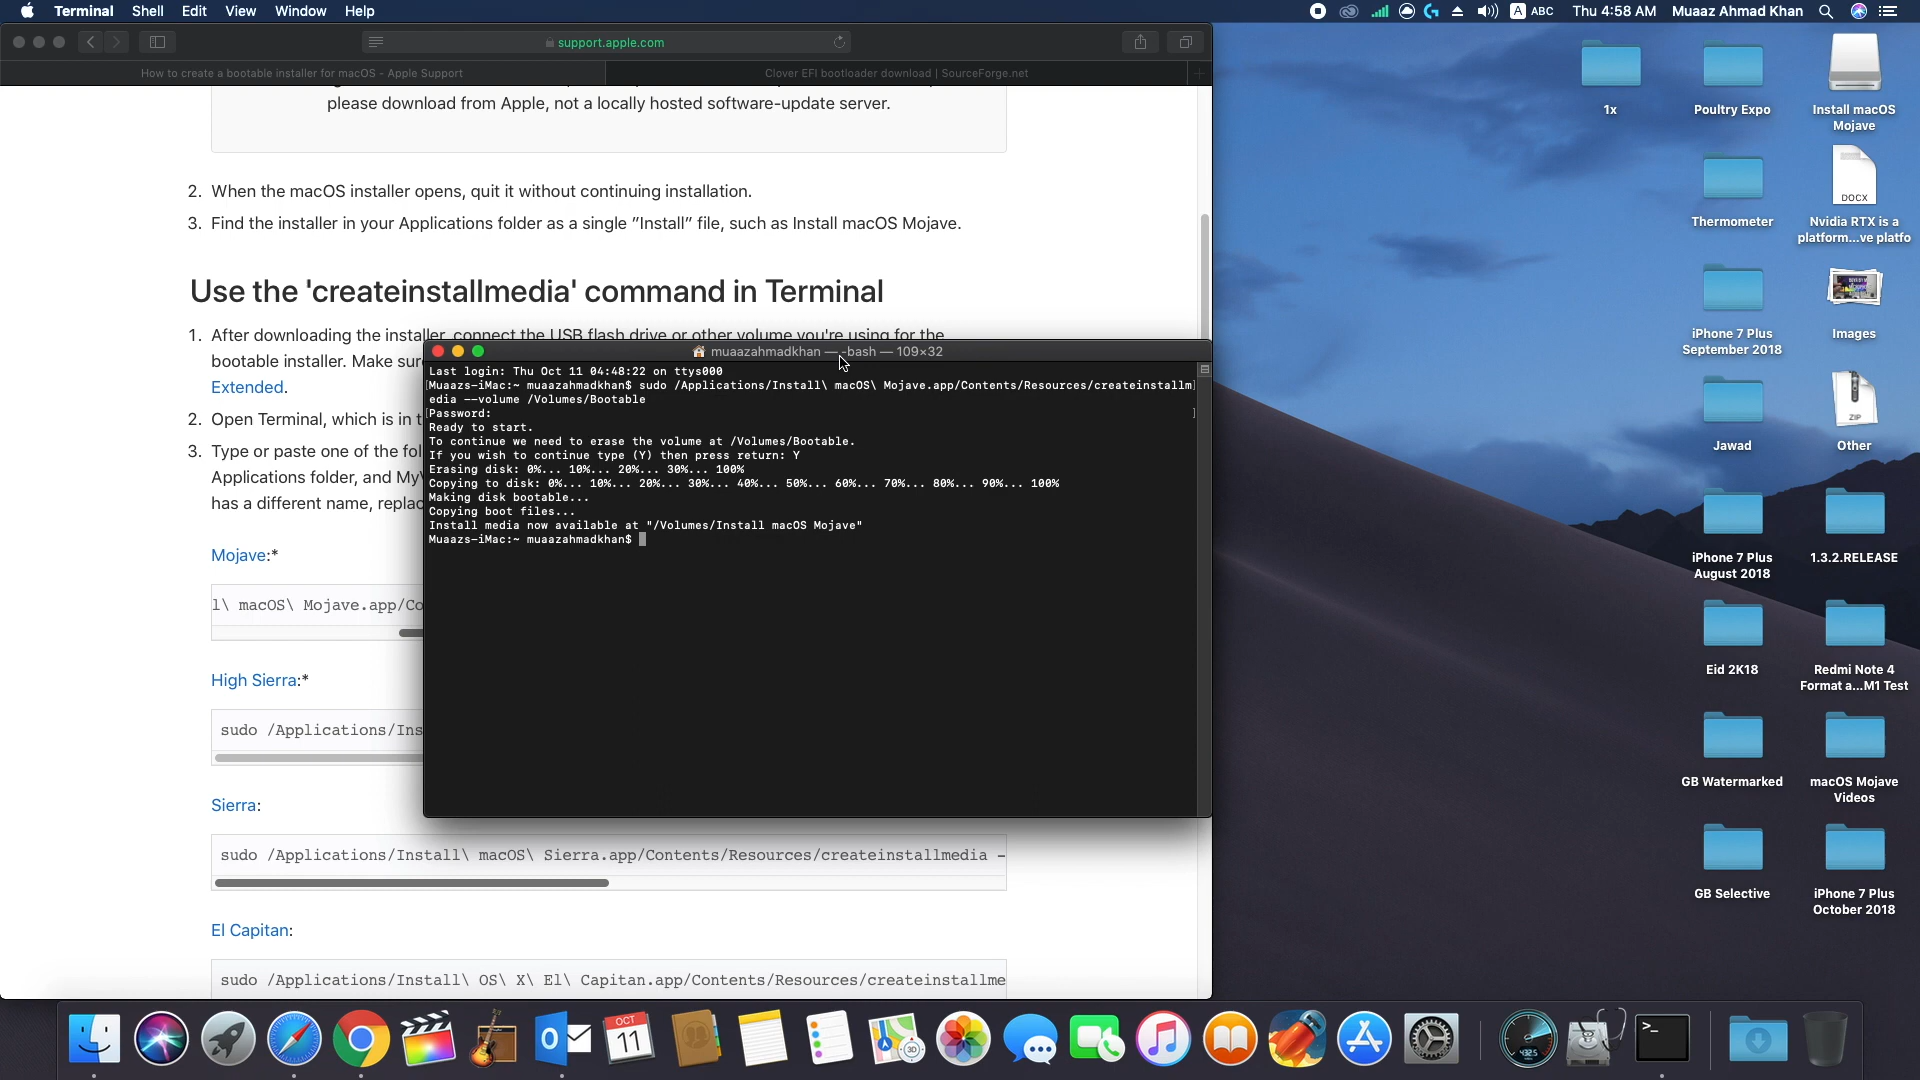 Terminal Shell Edit View Window Help
A ABC Thu 4:58 AM Muaaz Ahmad Khan
support.apple.com
How to create a bootable installer for macOS - Apple Support
Clover EFI bootloader download | SourceForge.net
please download from Apple, not a locally hosted software-update server.
2. When the macOS installer opens, quit it without continuing installation.
3. Find the installer in your Applications folder as a single "Install" file, such as Install macOS Mojave.
Use the 'createinstallmedia' command in Terminal
1. After downloading the installer, connect the USB flash drive or other volume you're using for the
bootable installer. Make sur
Extended.
2. Open Terminal, which is in t
3. Type or paste one of the fol
Applications folder, and MyV
has a different name, replac
Mojave:*
l\ macOS\ Mojave.app/Co
High Sierra:*
sudo /Applications/Ins
Sierra:
sudo /Applications/Install\ macOS\ Sierra.app/Contents/Resources/createinstallmedia -
El Capitan:
sudo /Applications/Install\ OS\ X\ El\ Capitan.app/Contents/Resources/createinstallme
muaazahmadkhan — -bash — 109×32
Last login: Thu Oct 11 04:48:22 on ttys000
[Muaazs-iMac:~ muaazahmadkhan$ sudo /Applications/Install\ macOS\ Mojave.app/Contents/Resources/createinstallm]
edia --volume /Volumes/Bootable
[Password: ]
Ready to start.
To continue we need to erase the volume at /Volumes/Bootable.
If you wish to continue type (Y) then press return: Y
Erasing disk: 0%... 10%... 20%... 30%... 100%
Copying to disk: 0%... 10%... 20%... 30%... 40%... 50%... 60%... 70%... 80%... 90%... 100%
Making disk bootable...
Copying boot files...
Install media now available at "/Volumes/Install macOS Mojave"
Muaazs-iMac:~ muaazahmadkhan$
1x
Poultry Expo
Install macOS
Mojave
Thermometer
DOCX
Nvidia RTX is a
platform...ve platfo
iPhone 7 Plus
September 2018
Images
Jawad
ZIP
Other
iPhone 7 Plus
August 2018
1.3.2.RELEASE
Eid 2K18
Redmi Note 4
Format a...M1 Test
GB Watermarked
macOS Mojave
Videos
GB Selective
iPhone 7 Plus
October 2018
OCT
11
3D
432.5
>_